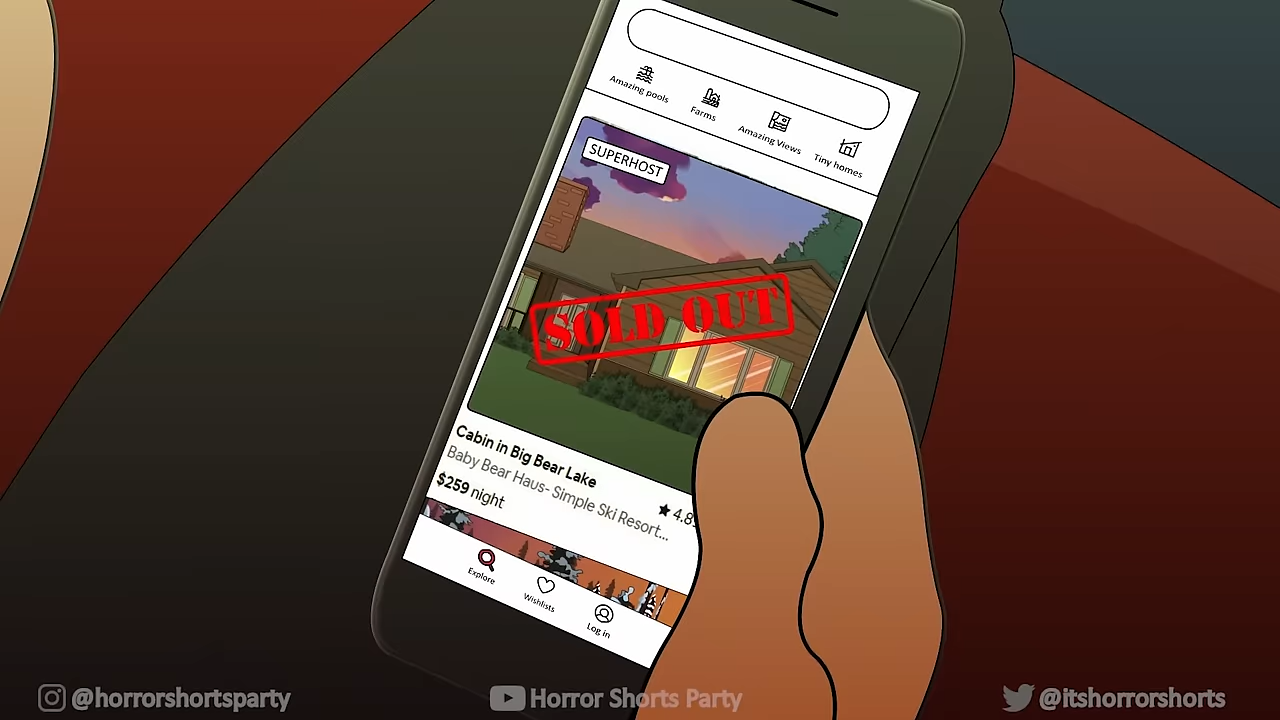 Amazing pools
Farms
Amazing Views
Tiny homes
SUPERHOST
SOLD OUT
Cabin in Big Bear Lake
Baby Bear Haus- Simple Ski Resort...
$259 night
★ 4.8
Explore
Wishlists
Log in
@horrorshortsparty
Horror Shorts Party
@itshorrorshorts